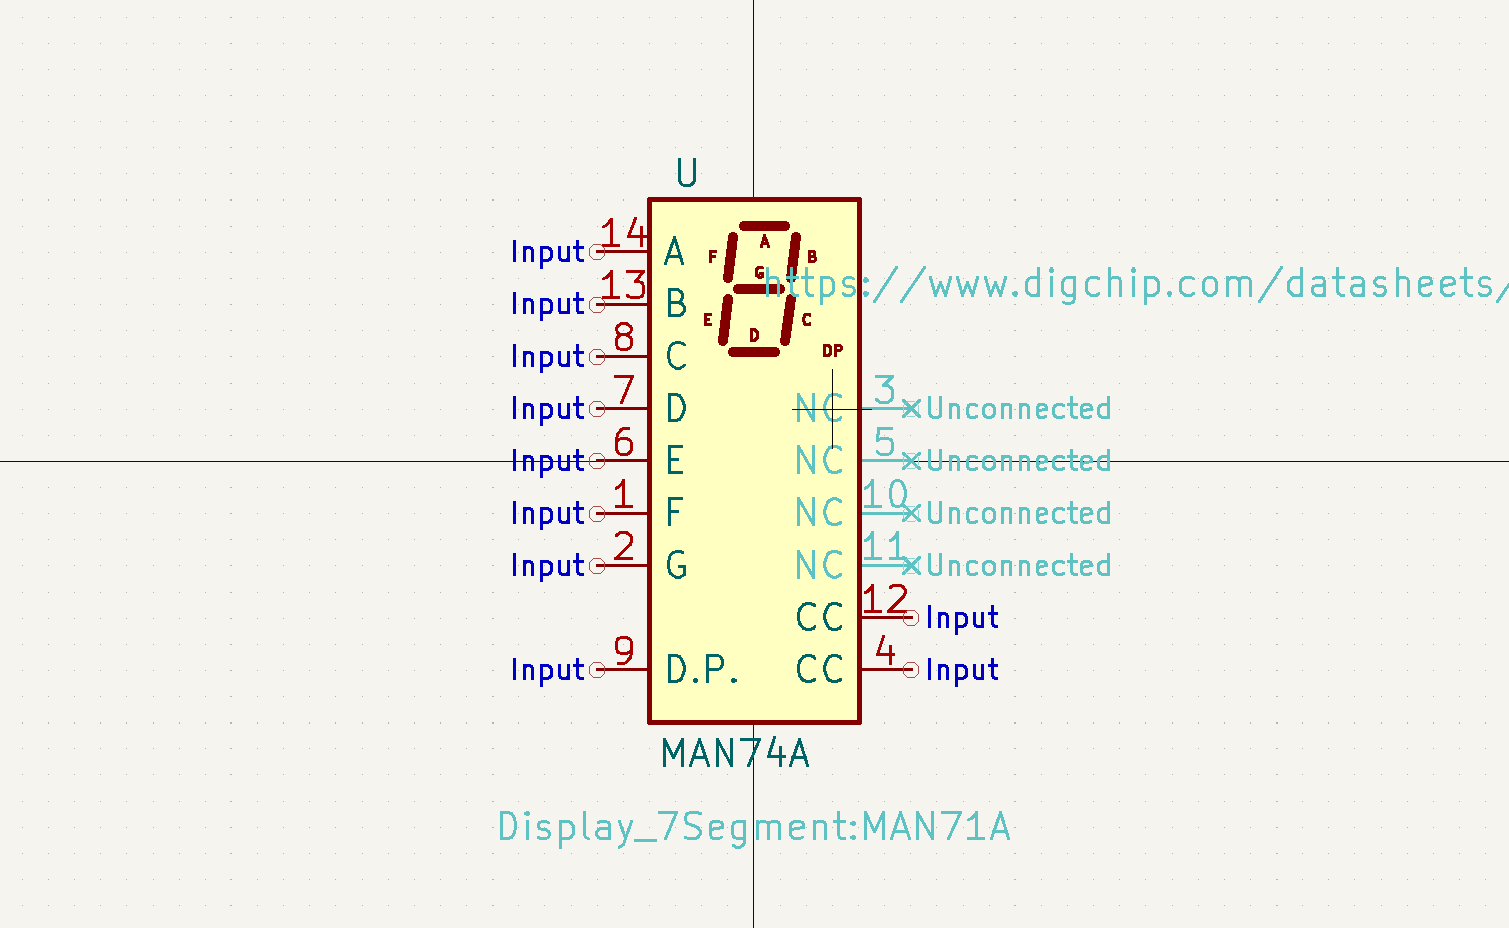 U
A
F B
G
E C
D
DP
https://www.digchip.com/datasheets/
Input 14 A
Input 13 B
Input 8 C
Input 7 D NC 3 Unconnected
Input 6 E NC 5 Unconnected
Input 1 F NC 10 Unconnected
Input 2 G NC 11 Unconnected
CC 12 Input
Input 9 D.P. CC 4 Input
MAN74A
Display_7Segment:MAN71A